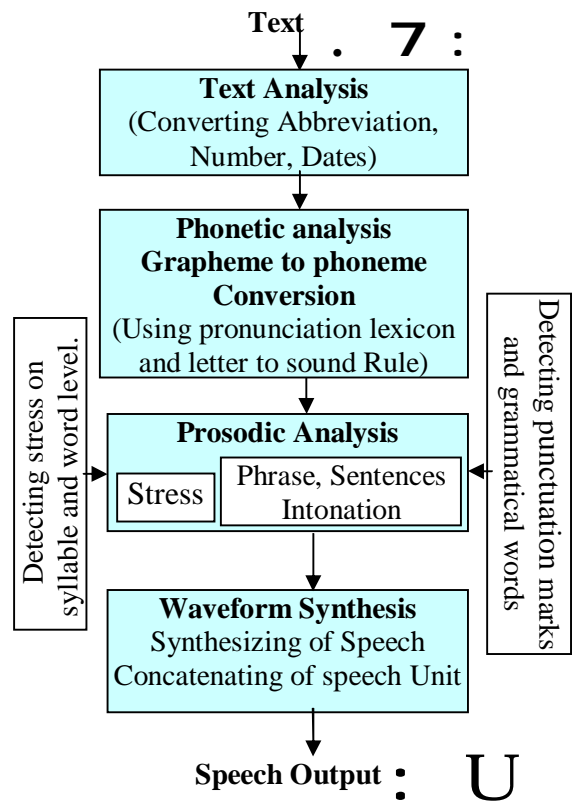 Text
. 7 :
Text Analysis
(Converting Abbreviation,
Number, Dates)
Phonetic analysis
Grapheme to phoneme
Conversion
(Using pronunciation lexicon
and letter to sound Rule)
Detecting stress on
syllable and word level.
Detecting punctuation marks
and grammatical words
Prosodic Analysis
Stress
Phrase, Sentences
Intonation
Waveform Synthesis
Synthesizing of Speech
Concatenating of speech Unit
Speech Output : U